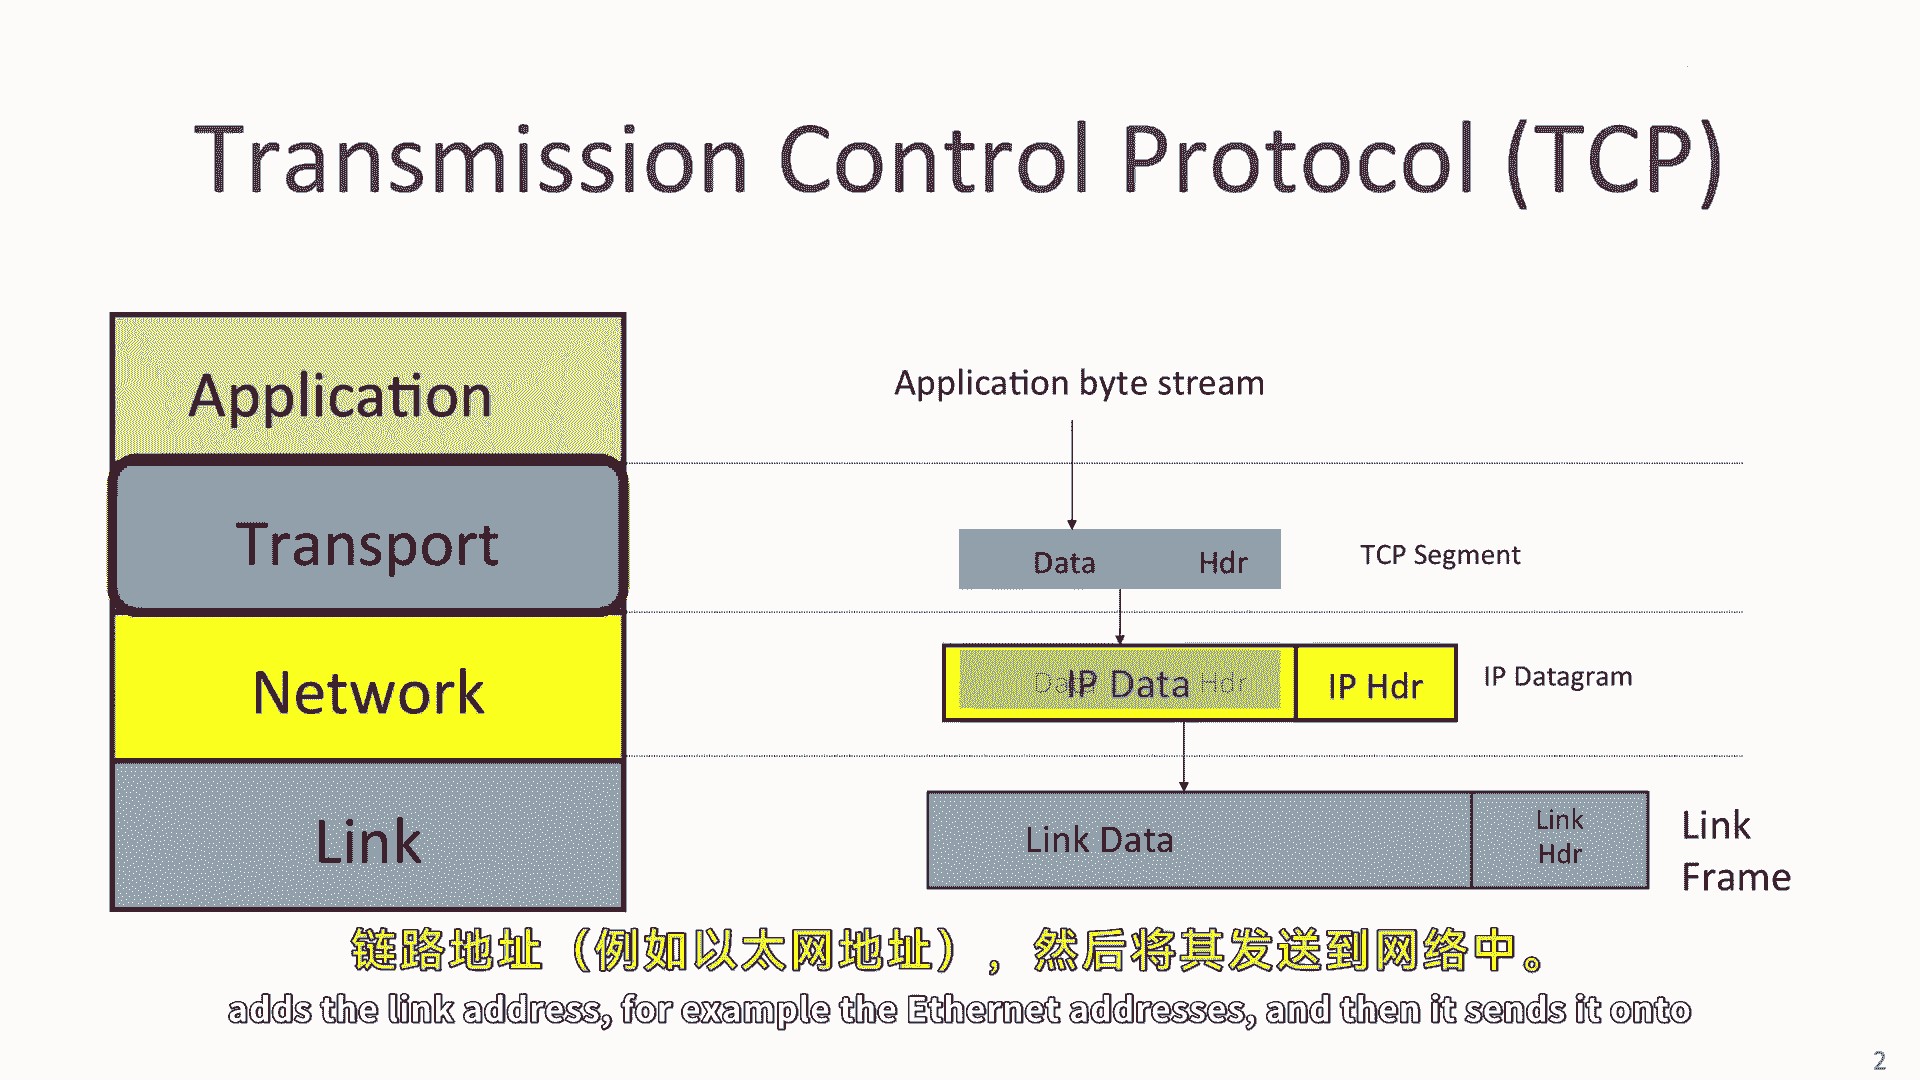 Transmission Control Protocol (TCP)
Application
Transport
Network
Link
Application byte stream
Data Hdr
TCP Segment
Data Hdr
IP Data
IP Hdr
IP Datagram
Link Data
Link
Hdr
Link
Frame
链路地址（例如以太网地址），然后将其发送到网络中。
adds the link address, for example the Ethernet addresses, and then it sends it onto
2